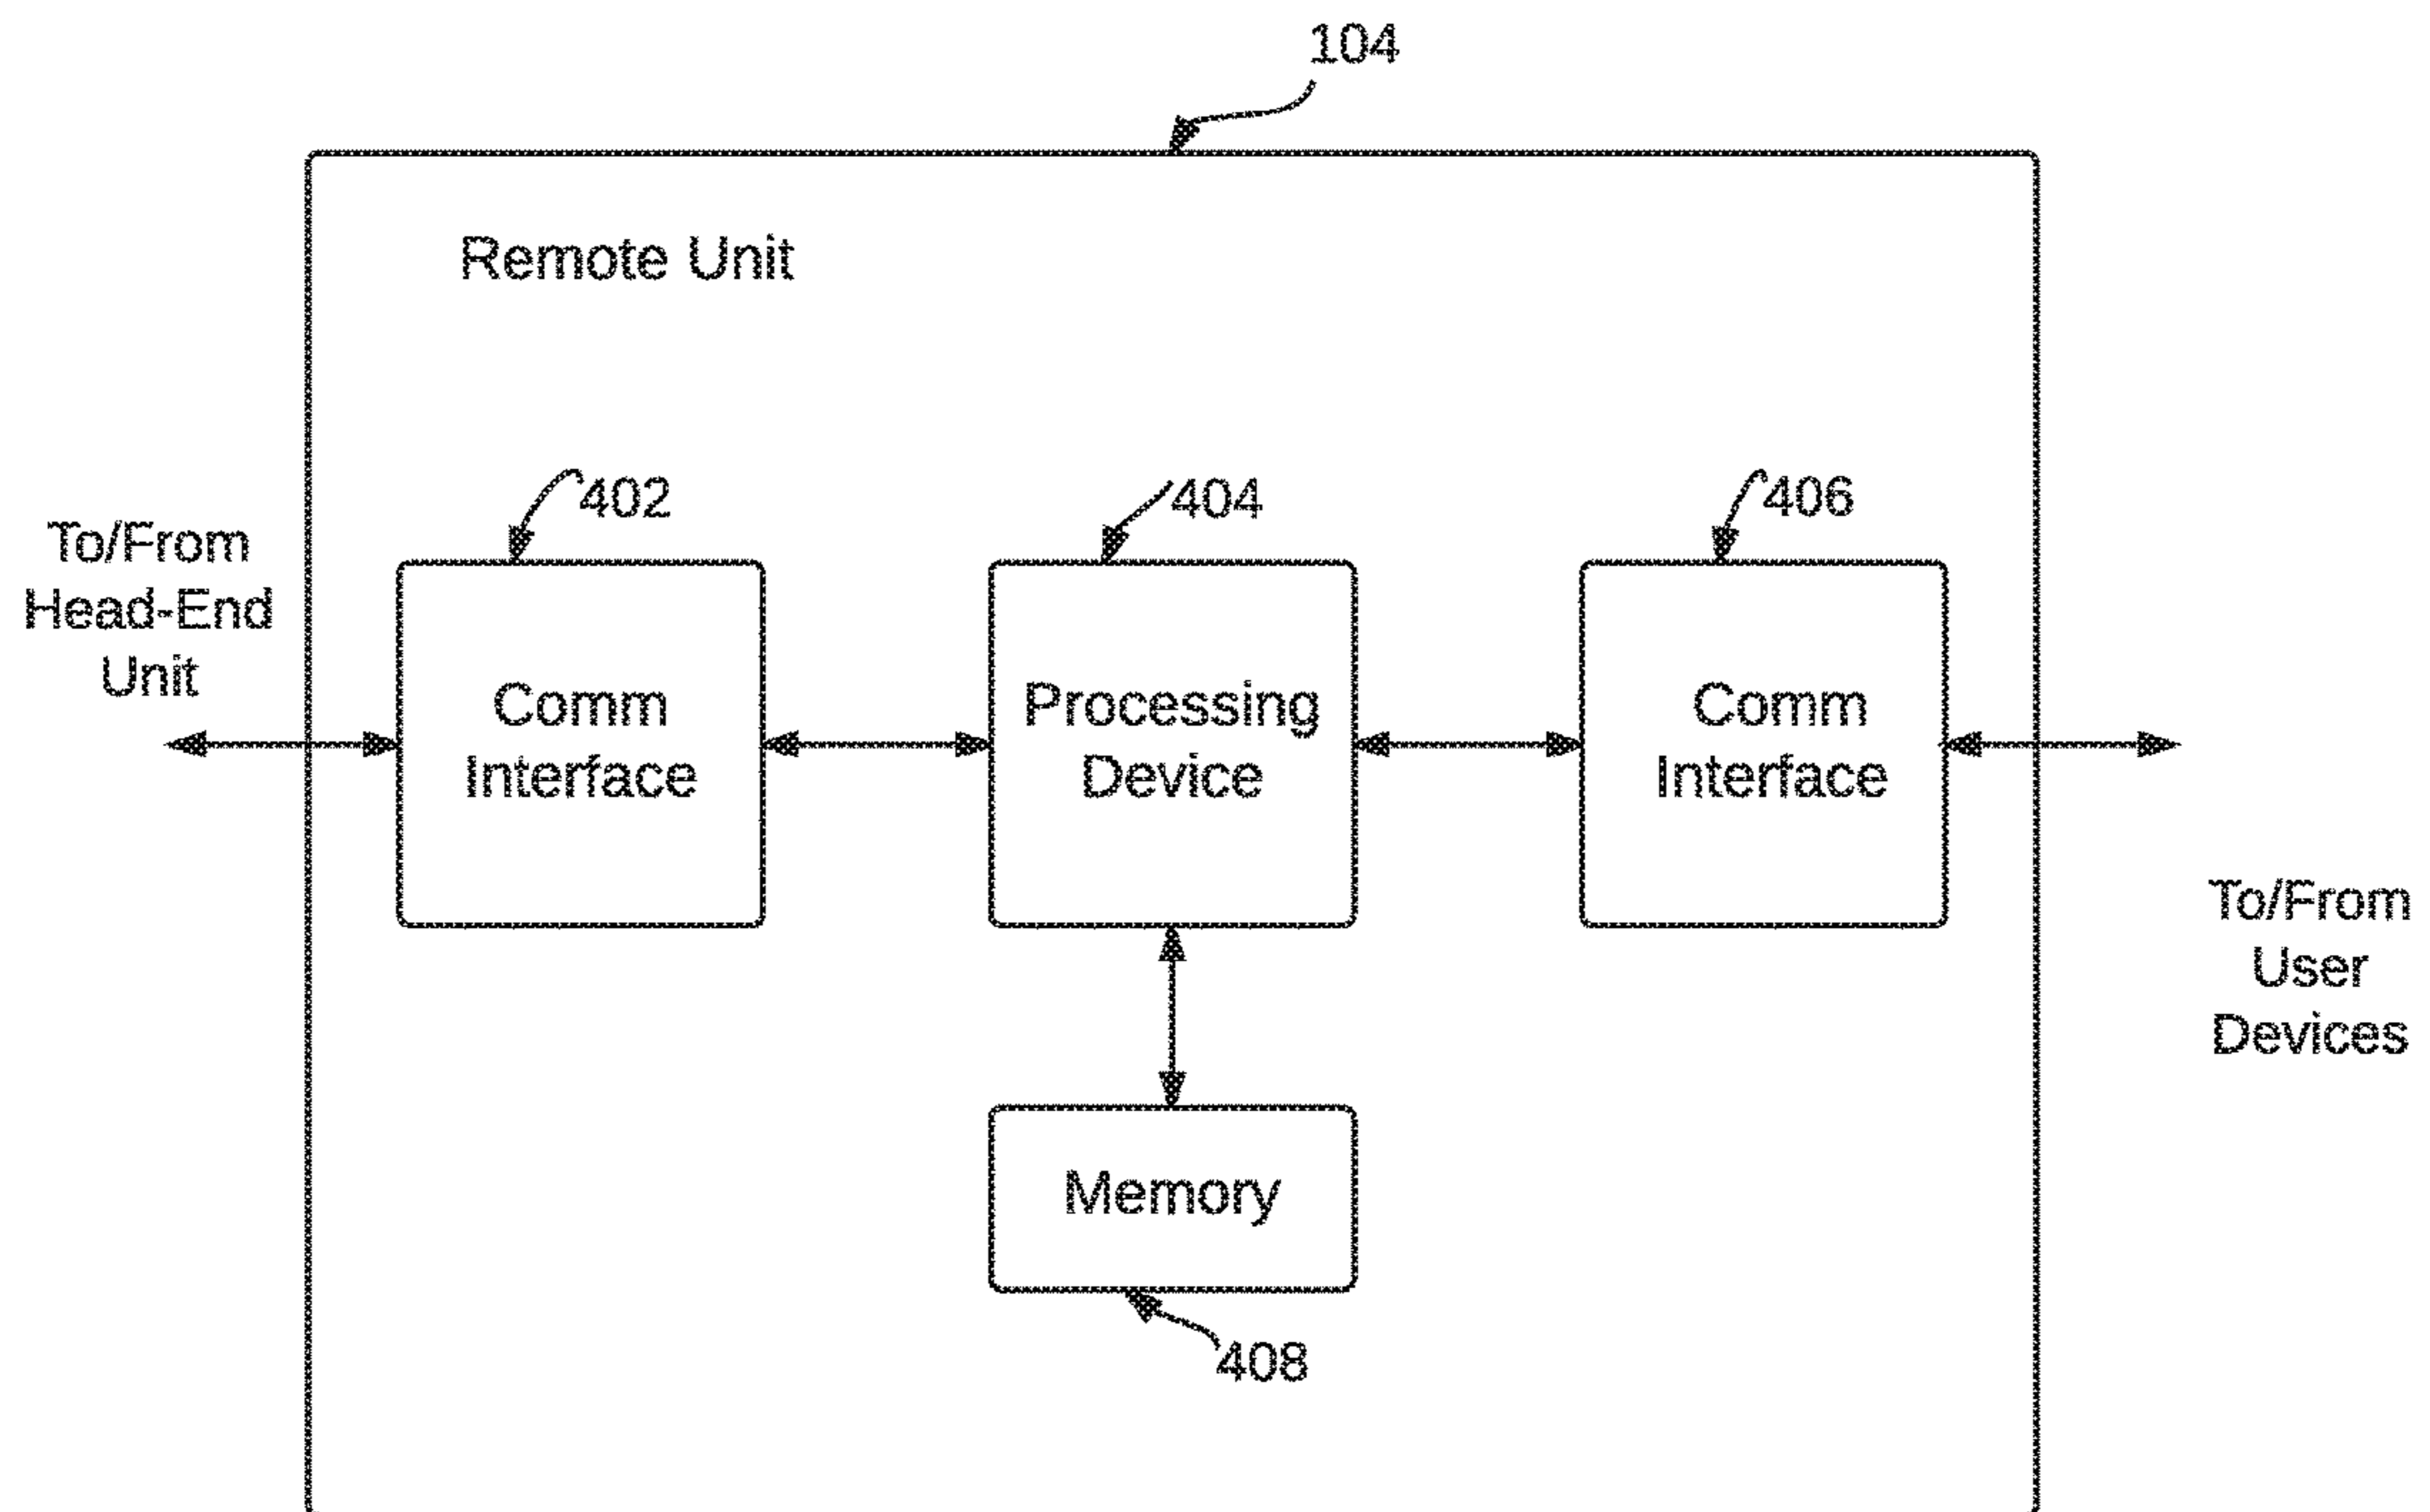 104
Remote Unit
402
404
406
To/From
Head-End
Unit
Comm
Interface
Processing
Device
Comm
Interface
To/From
User
Devices
Memory
408